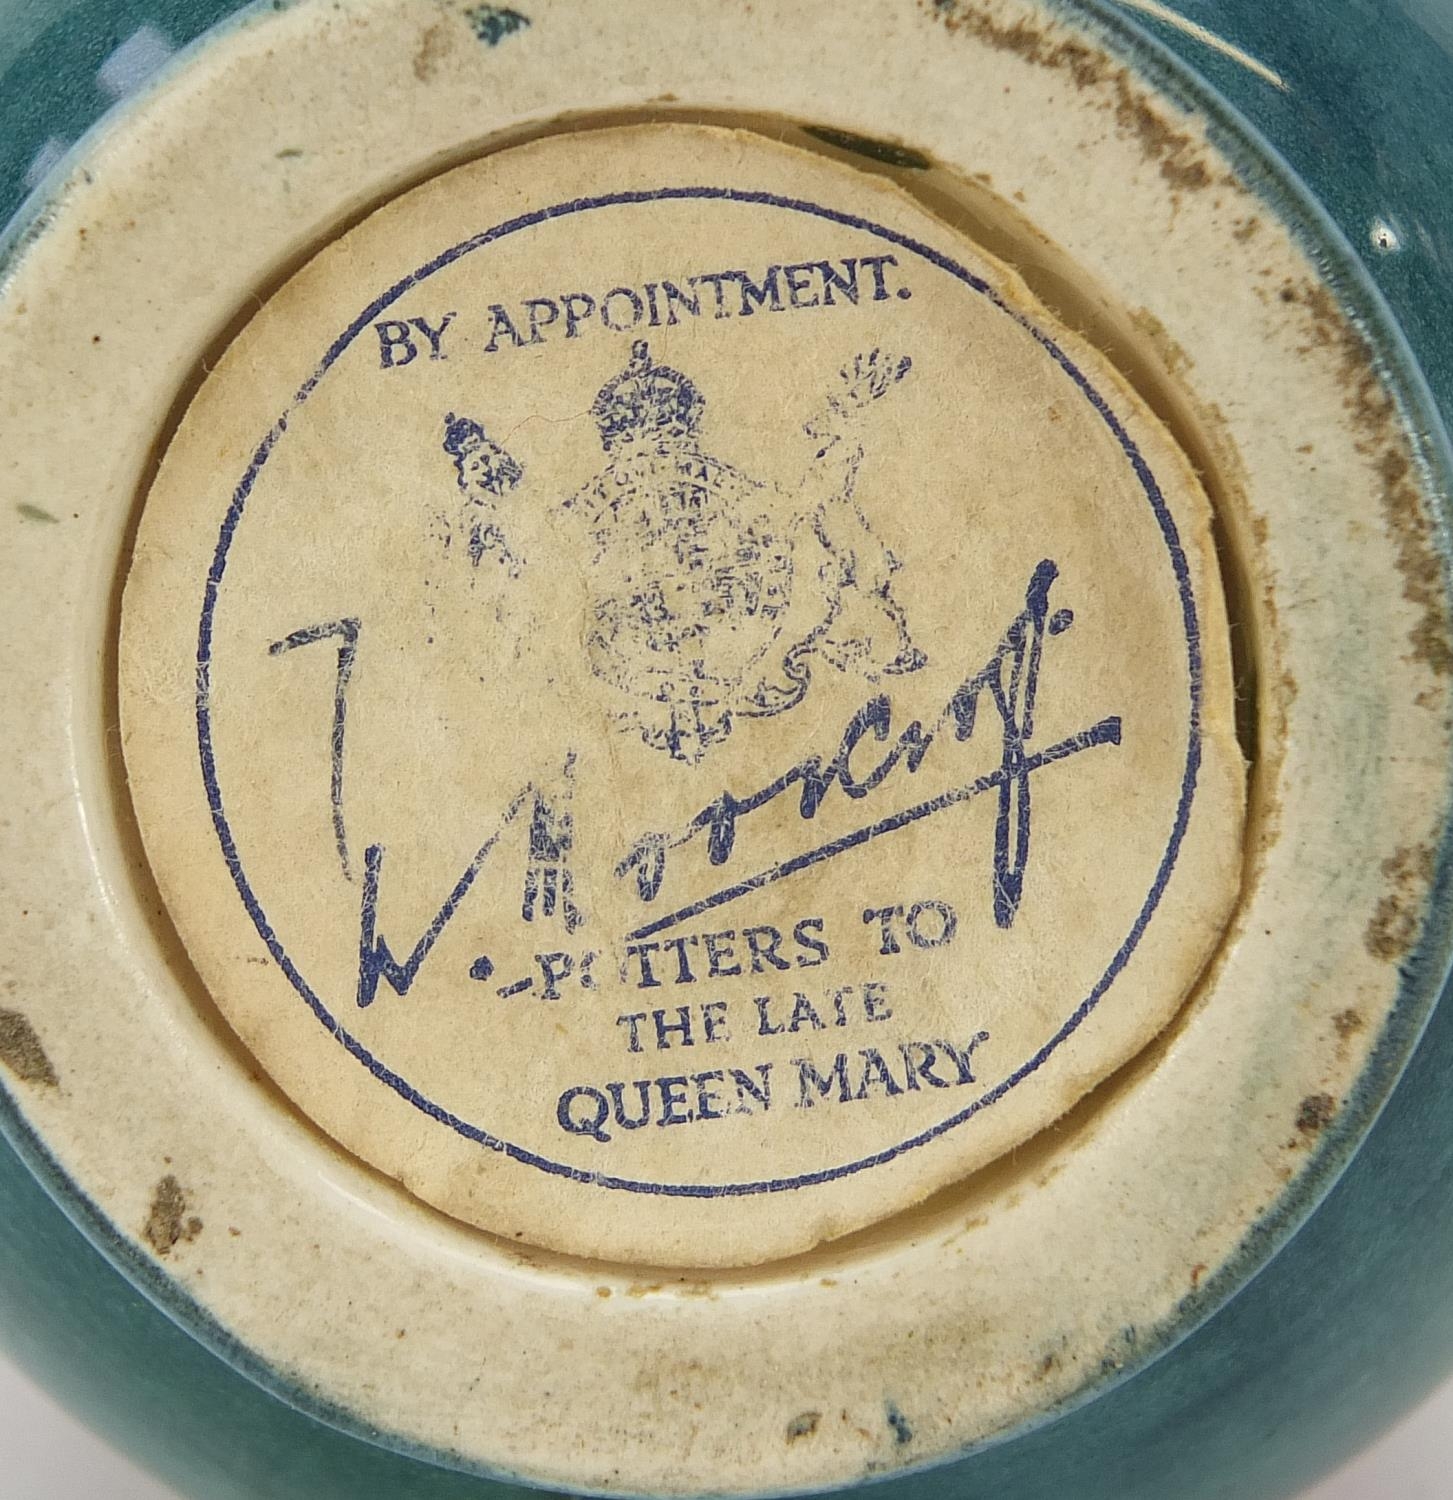 BY APPOINTMENT.
W. Moorcroft.
POTTERS TO
THE LATE
QUEEN MARY